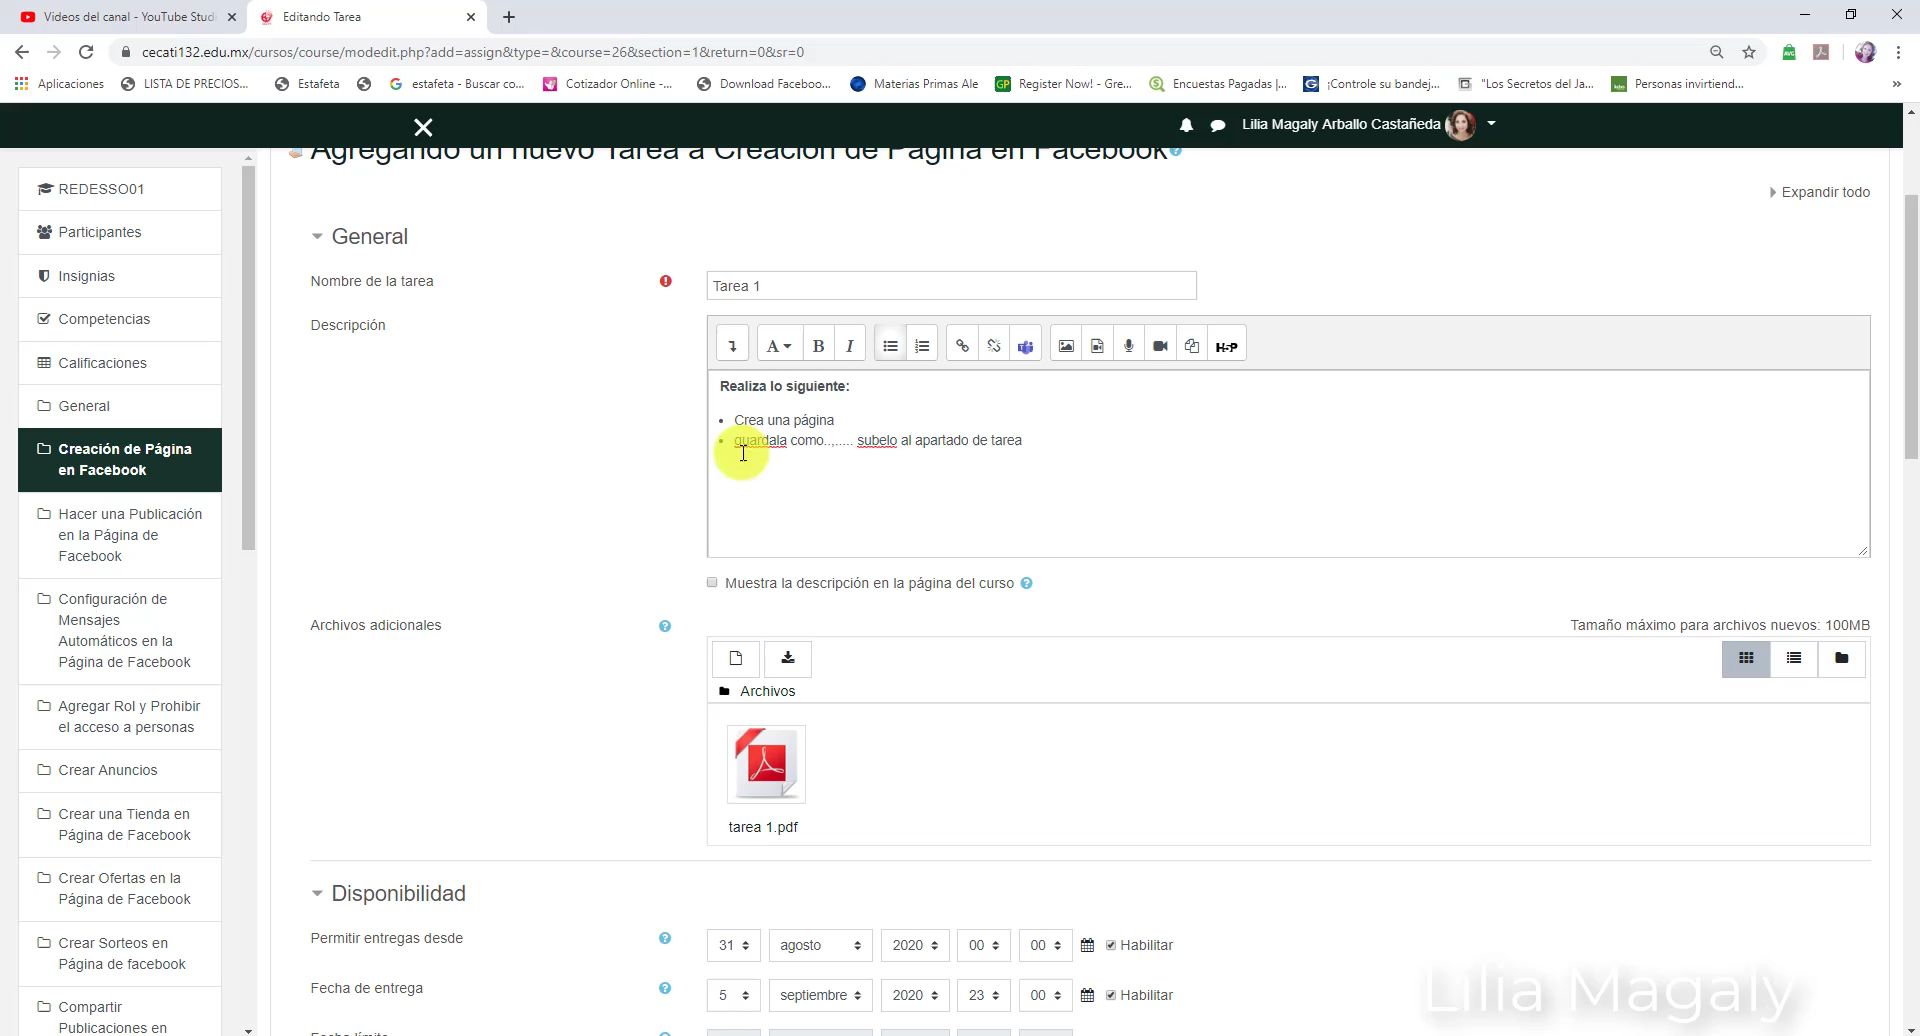 Videos del canal - YouTube Studi
Editando Tarea
cecati132.edu.mx/cursos/course/modedit.php?add=assign&type=&course=26&section=1&return=0&sr=0
Aplicaciones
LISTA DE PRECIOS...
Estafeta
estafeta - Buscar co...
Cotizador Online -...
Download Faceboo...
Materias Primas Ale
GP Register Now! - Gre...
Encuestas Pagadas |...
¡Controle su bandej...
"Los Secretos del Ja...
Personas invirtiend...
Lilia Magaly Arballo Castañeda
Agregando un nuevo Tarea a Creación de Página en Facebook
Expandir todo
REDESSO01
Participantes
Insignias
Competencias
Calificaciones
General
Creación de Página
en Facebook
Hacer una Publicación
en la Página de
Facebook
Configuración de
Mensajes
Automáticos en la
Página de Facebook
Agregar Rol y Prohibir
el acceso a personas
Crear Anuncios
Crear una Tienda en
Página de Facebook
Crear Ofertas en la
Página de Facebook
Crear Sorteos en
Página de facebook
Compartir
Publicaciones en
General
Nombre de la tarea
Tarea 1
Descripción
A B I H-P
Realiza lo siguiente:
• Crea una página
• guardala como..,..... subelo al apartado de tarea
Muestra la descripción en la página del curso
Archivos adicionales
Tamaño máximo para archivos nuevos: 100MB
Archivos
tarea 1.pdf
Disponibilidad
Permitir entregas desde
31 agosto 2020 00 00 Habilitar
Fecha de entrega
5 septiembre 2020 23 00 Habilitar
Fecha límite
Lilia Magaly